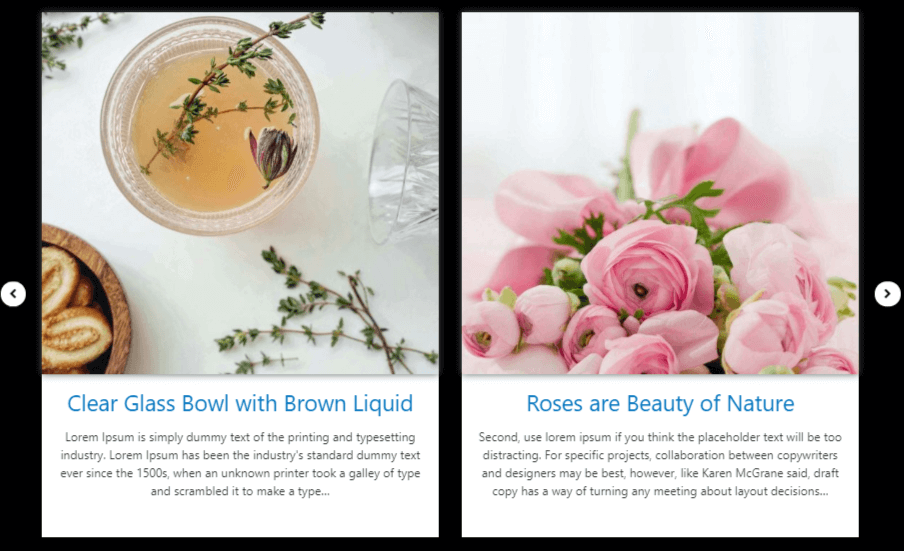 Clear Glass Bowl with Brown Liquid
Lorem Ipsum is simply dummy text of the printing and typesetting
industry. Lorem Ipsum has been the industry's standard dummy text
ever since the 1500s, when an unknown printer took a galley of type
and scrambled it to make a type...
Roses are Beauty of Nature
Second, use lorem ipsum if you think the placeholder text will be too
distracting. For specific projects, collaboration between copywriters
and designers may be best, however, like Karen McGrane said, draft
copy has a way of turning any meeting about layout decisions...